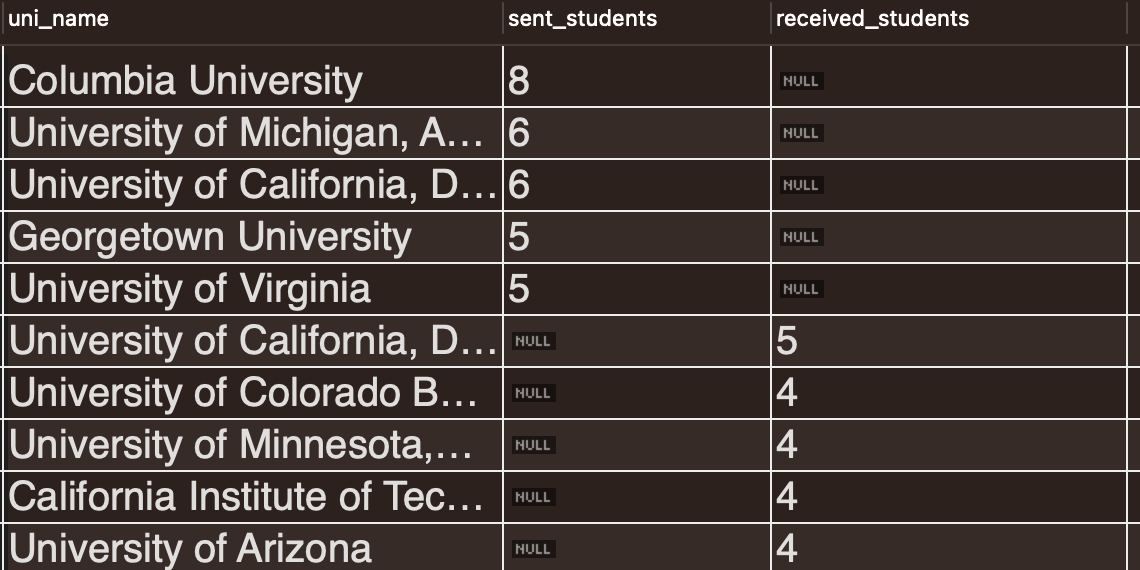 uni_name sent_students received_students
Columbia University 8 NULL
University of Michigan, A... 6 NULL
University of California, D... 6 NULL
Georgetown University 5 NULL
University of Virginia 5 NULL
University of California, D... NULL 5
University of Colorado B... NULL 4
University of Minnesota,... NULL 4
California Institute of Tec... NULL 4
University of Arizona NULL 4